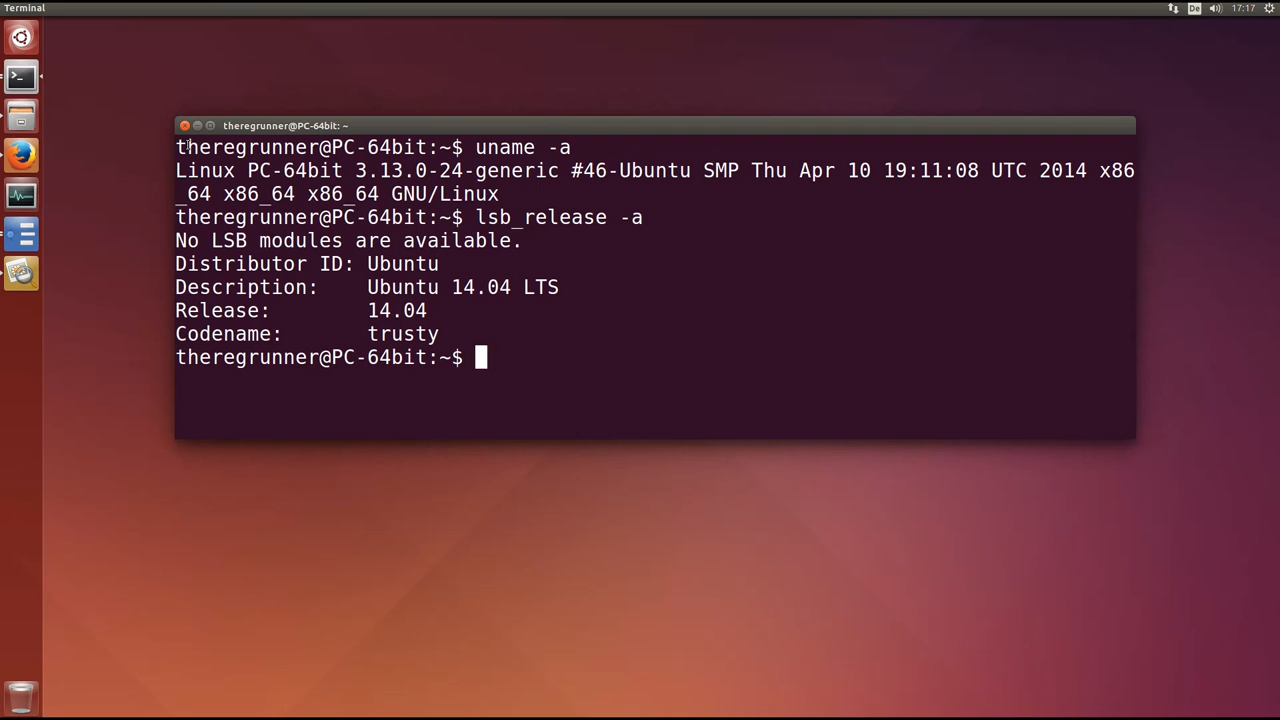 Terminal
De
17:17
theregrunner@PC-64bit: ~
theregrunner@PC-64bit:~$ uname -a
Linux PC-64bit 3.13.0-24-generic #46-Ubuntu SMP Thu Apr 10 19:11:08 UTC 2014 x86
_64 x86_64 x86_64 GNU/Linux
theregrunner@PC-64bit:~$ lsb_release -a
No LSB modules are available.
Distributor ID: Ubuntu
Description:    Ubuntu 14.04 LTS
Release:        14.04
Codename:       trusty
theregrunner@PC-64bit:~$